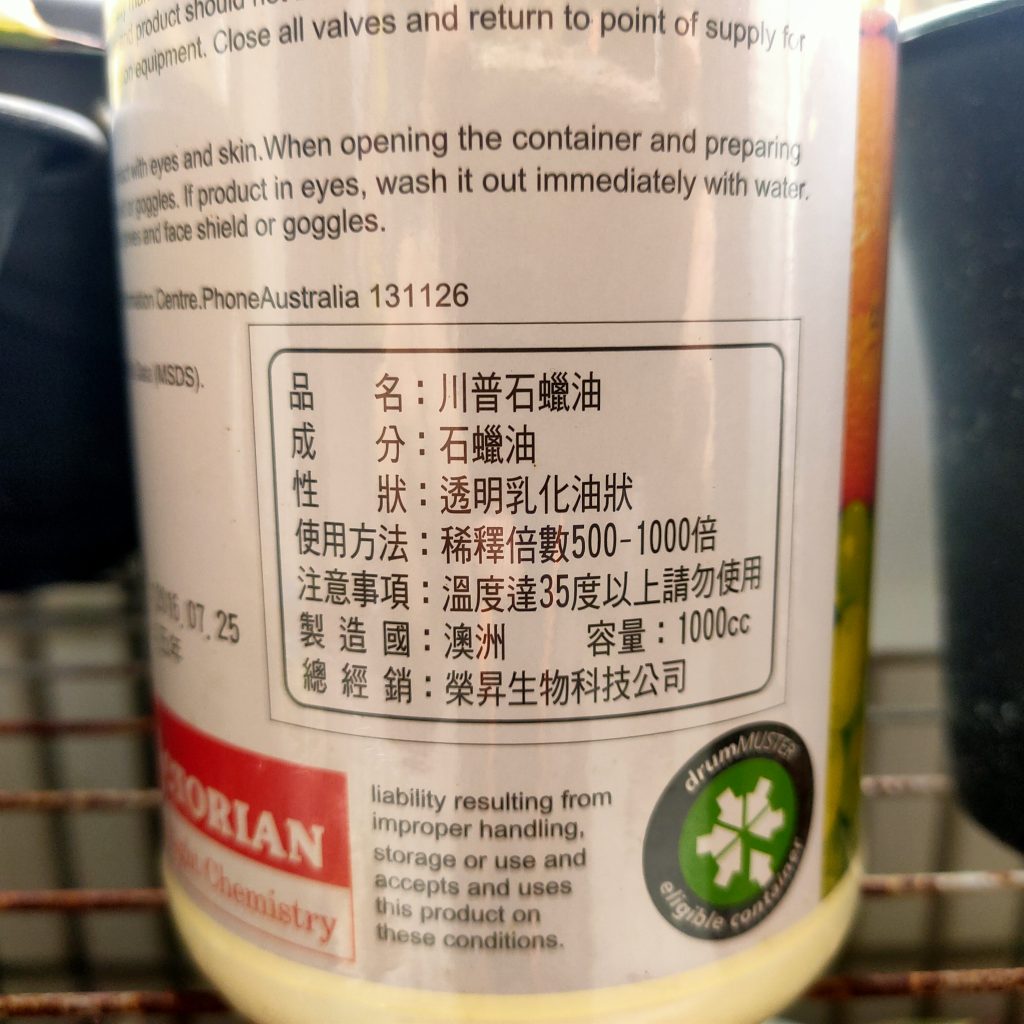 product should
equipment. Close all valves and return to point of supply for
with eyes and skin.When opening the container and preparing
goggles. If product in eyes, wash it out immediately with water.
and face shield or goggles.
Centre.PhoneAustralia 131126
(MSDS).
品名：川普石蠟油
成分：石蠟油
性狀：透明乳化油狀
使用方法：稀釋倍數500-1000倍
注意事項：溫度達35度以上請勿使用
製造國：澳洲 容量：1000cc
總經銷：榮昇生物科技公司
07.25
年
Chemistry
liability resulting from
improper handling,
storage or use and
accepts and uses
this product on
these conditions.
drumMUSTER
eligible container